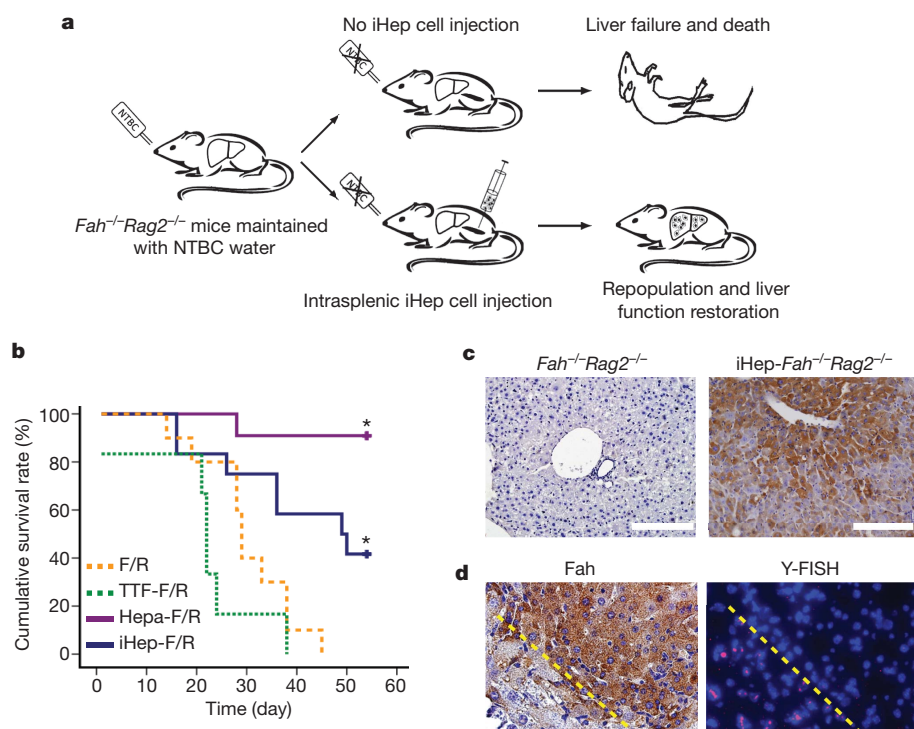 a
No iHep cell injection
Liver failure and death
NTBC
NTBC
Fah–/–Rag2–/– mice maintained
with NTBC water
NTBC
Intrasplenic iHep cell injection
Repopulation and liver
function restoration
b
Cumulative survival rate (%)
100
80
60
40
20
0
*
*
F/R
TTF-F/R
Hepa-F/R
iHep-F/R
0 10 20 30 40 50 60
Time (day)
c
Fah–/–Rag2–/–
iHep-Fah–/–Rag2–/–
d
Fah
Y-FISH